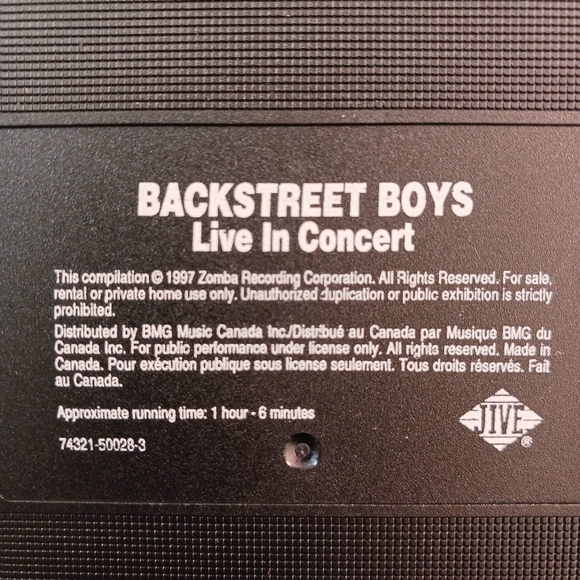 BACKSTREET BOYS
Live In Concert
This compilation © 1997 Zomba Recording Corporation. All Rights Reserved. For sale,
rental or private home use only. Unauthorized duplication or public exhibition is strictly
prohibited.
Distributed by BMG Music Canada Inc./Distribué au Canada par Musique BMG du
Canada Inc. For public performance under license only. All rights reserved. Made in
Canada. Pour exécution publique sous license seulement. Tous droits réservés. Fait
au Canada.
Approximate running time: 1 hour - 6 minutes
74321-50028-3
JIVE®